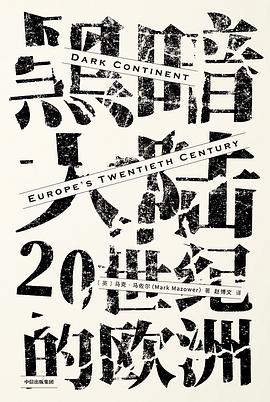 黑暗
DARK CONTINENT
大陆
EUROPE'S TWENTIETH CENTURY
20世纪
[英] 马克·马佐尔 (Mark Mazower) 著 赵博文 译
的欧洲
中信出版集团